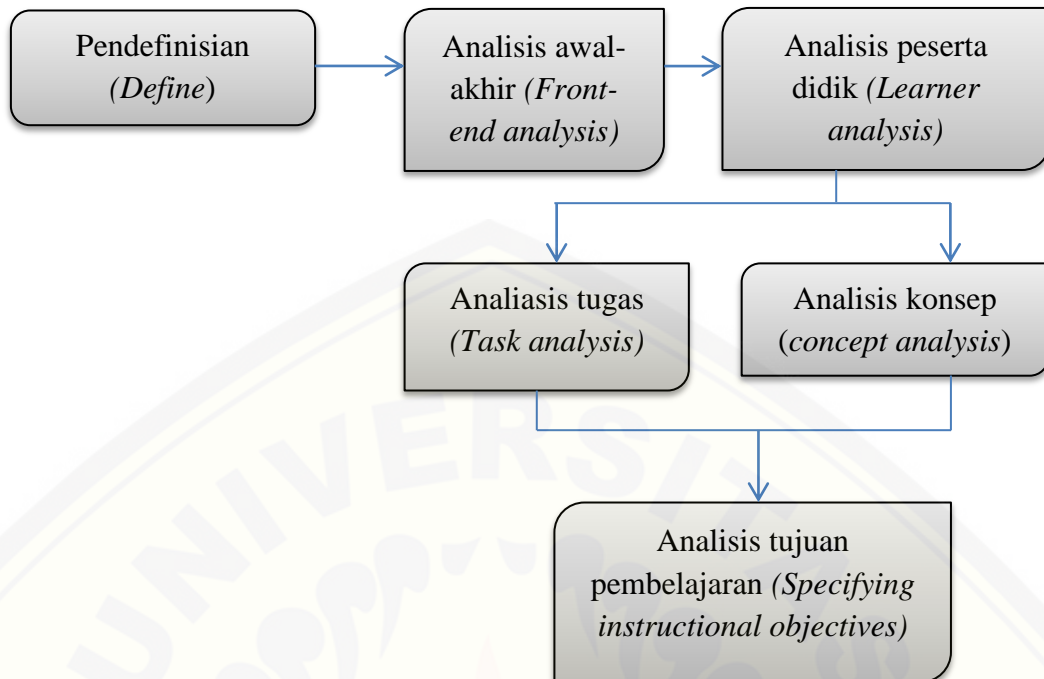 Pendefinisian
(Define)
Analisis awal-
akhir (Front-
end analysis)
Analisis peserta
didik (Learner
analysis)
Analiasis tugas
(Task analysis)
Analisis konsep
(concept analysis)
Analisis tujuan
pembelajaran (Specifying
instructional objectives)
UNIVERSITAS